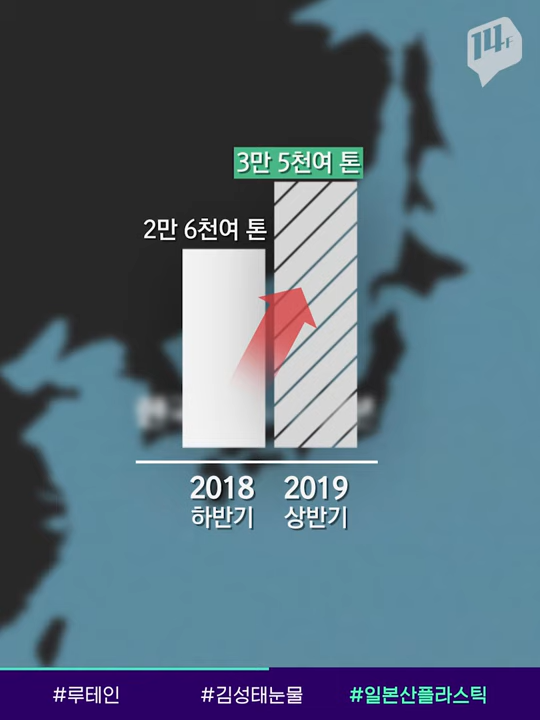 14F
3만 5천여 톤
2만 6천여 톤
2018 2019
하반기 상반기
#루테인 #김성태눈물 #일본산플라스틱